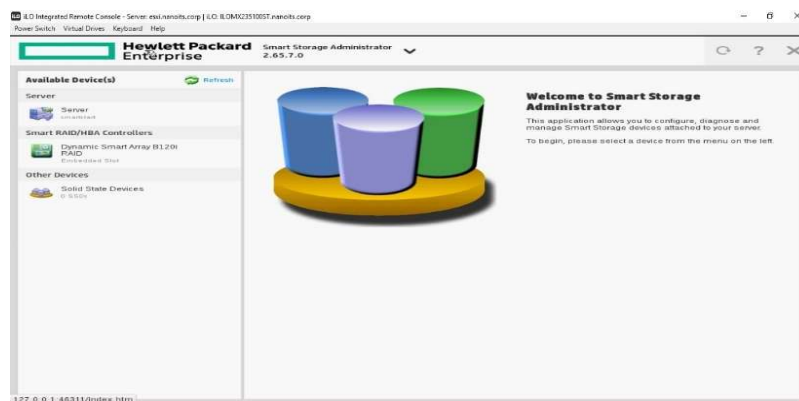 iLO Integrated Remote Console - Server: esxi.nanoits.corp | iLO: ILOMX235100ST.nanoits.corp
Power Switch Virtual Drives Keyboard Help
Hewlett Packard
Enterprise
Smart Storage Administrator
2.65.7.0
Available Device(s)
Refresh
Server
Server
Smart RAID/HBA Controllers
Dynamic Smart Array B120i
RAID
Embedded Slot
Other Devices
Solid State Devices
0 SSDs
Welcome to Smart Storage
Administrator
This application allows you to configure, diagnose and
manage Smart Storage devices attached to your server.
To begin, please select a device from the menu on the left.
127.0.0.1:46311/index.htm